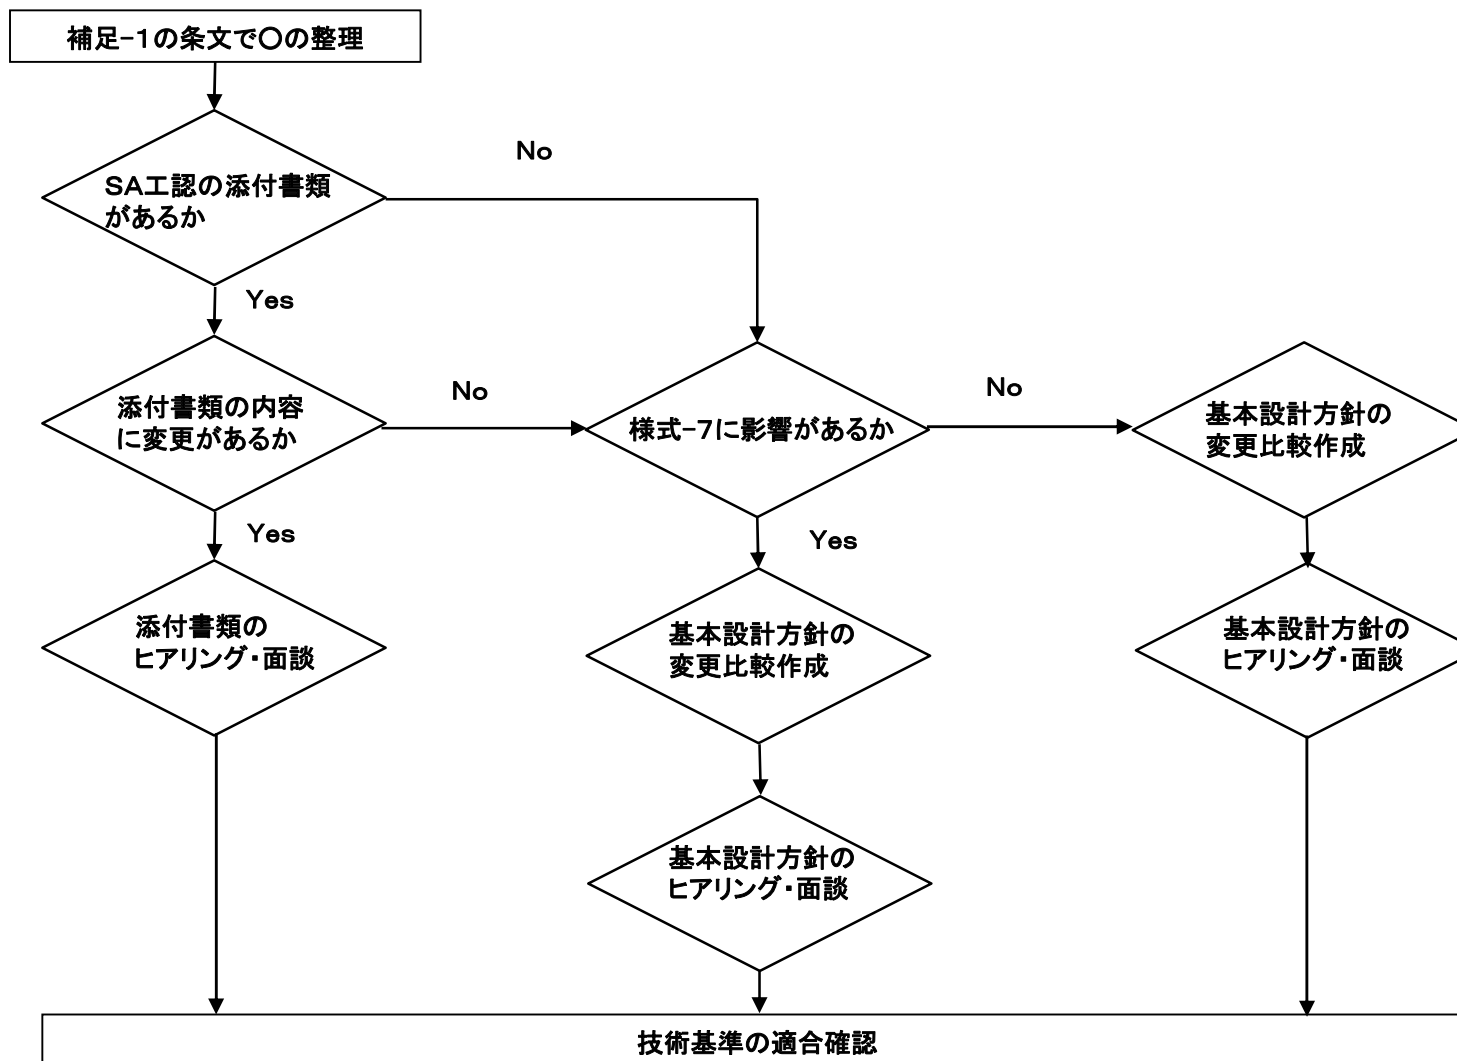 補足-1の条文で〇の整理
No
SA工認の添付書類
があるか
Yes
添付書類の内容
に変更があるか
No
様式-7に影響があるか
No
基本設計方針の
変更比較作成
Yes
Yes
添付書類の
ヒアリング・面談
基本設計方針の
変更比較作成
基本設計方針の
ヒアリング・面談
基本設計方針の
ヒアリング・面談
技術基準の適合確認